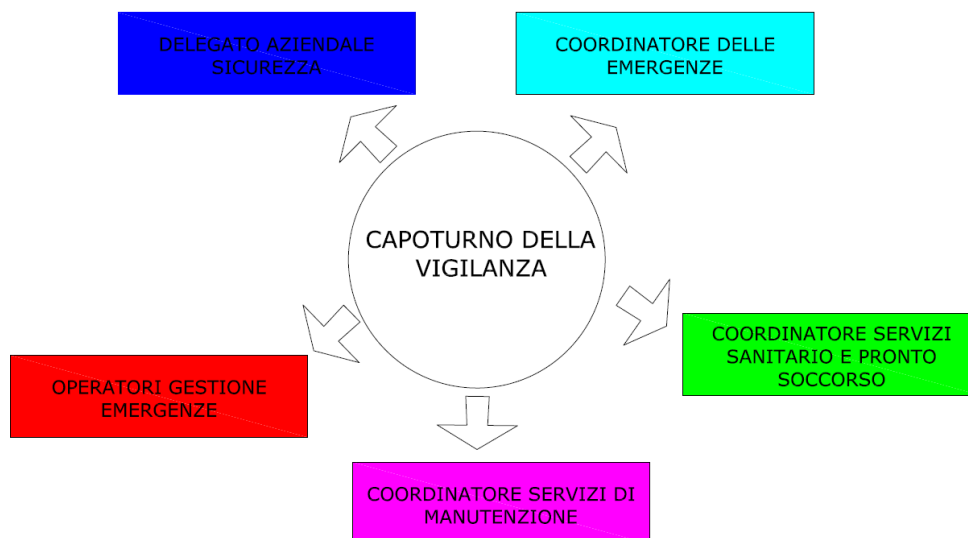 DELEGATO AZIENDALE
SICUREZZA
COORDINATORE DELLE
EMERGENZE
CAPOTURNO DELLA
VIGILANZA
COORDINATORE SERVIZI
SANITARIO E PRONTO
SOCCORSO
OPERATORI GESTIONE
EMERGENZE
COORDINATORE SERVIZI DI
MANUTENZIONE